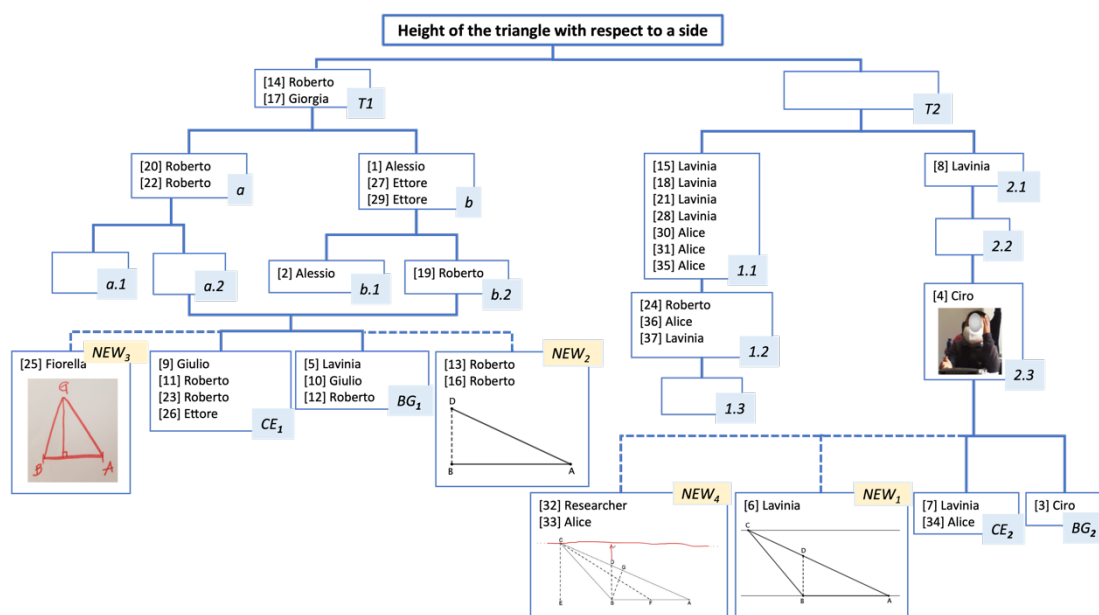 Height of the triangle with respect to a side
[14] Roberto
[17] Giorgia
T1
T2
[20] Roberto
[22] Roberto
a
[1] Alessio
[27] Ettore
[29] Ettore
b
[15] Lavinia
[18] Lavinia
[21] Lavinia
[28] Lavinia
[30] Alice
[31] Alice
[35] Alice
1.1
[8] Lavinia
2.1
2.2
a.1
a.2
[2] Alessio
b.1
[19] Roberto
b.2
[24] Roberto
[36] Alice
[37] Lavinia
1.2
[4] Ciro
2.3
1.3
[25] Fiorella
NEW3
B
A
[9] Giulio
[11] Roberto
[23] Roberto
[26] Ettore
CE1
[5] Lavinia
[10] Giulio
[12] Roberto
BG1
[13] Roberto
[16] Roberto
NEW2
D
B
A
[32] Researcher
[33] Alice
NEW4
C
D
G
E
B
F
A
[6] Lavinia
NEW1
C
D
B
A
[7] Lavinia
[34] Alice
CE2
[3] Ciro
BG2